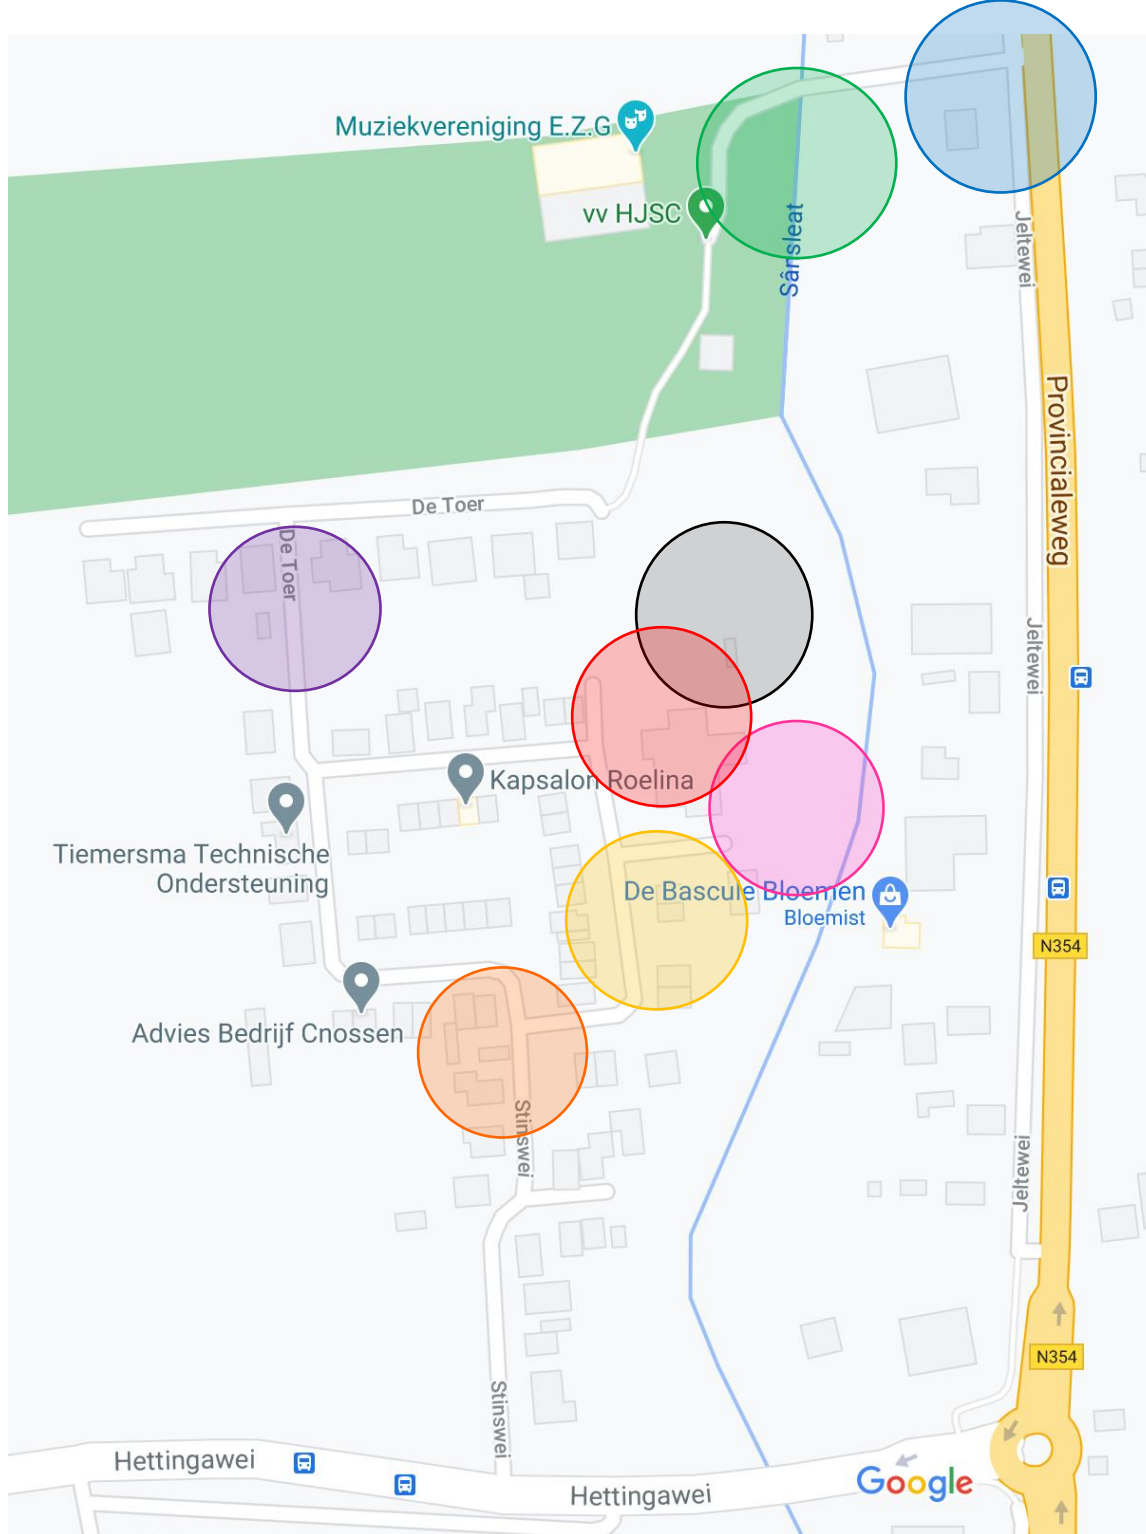 Muziekvereniging E.Z.G
vv HJSC
Sânsleat
Jeltewei
Provincialeweg
De Toer
De Toer
Jeltewei
Kapsalon Roelina
Tiemersma Technische
Ondersteuning
De Bascule Bloemen
Bloemist
N354
Advies Bedrijf Cnossen
Stinswei
Jeltewei
N354
Stinswei
Hettingawei
Google
Hettingawei